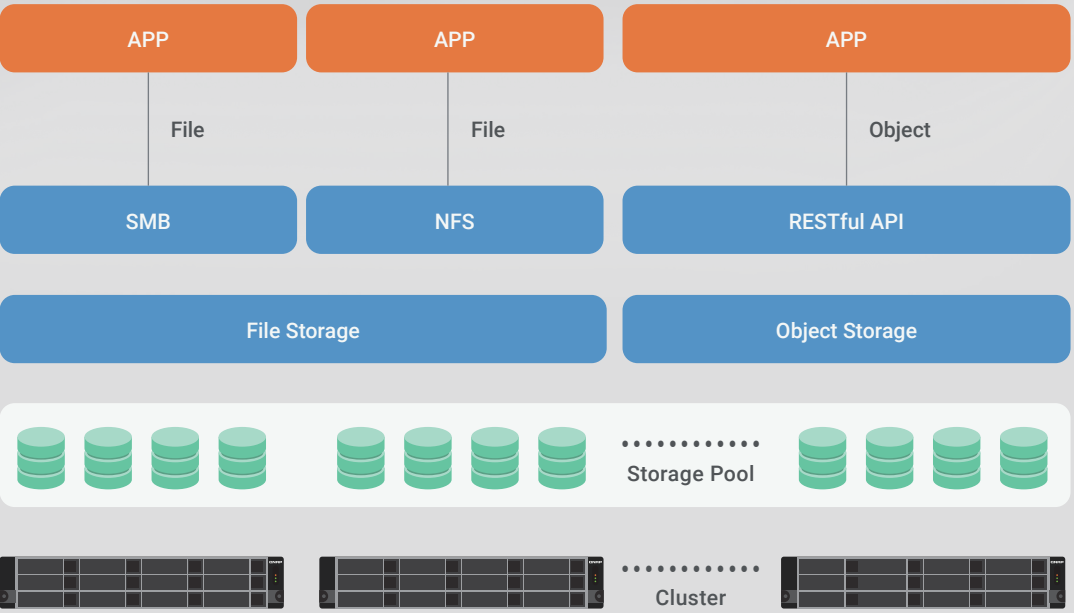 APP
APP
APP
File
File
Object
SMB
NFS
RESTful API
File Storage
Object Storage
Storage Pool
Cluster